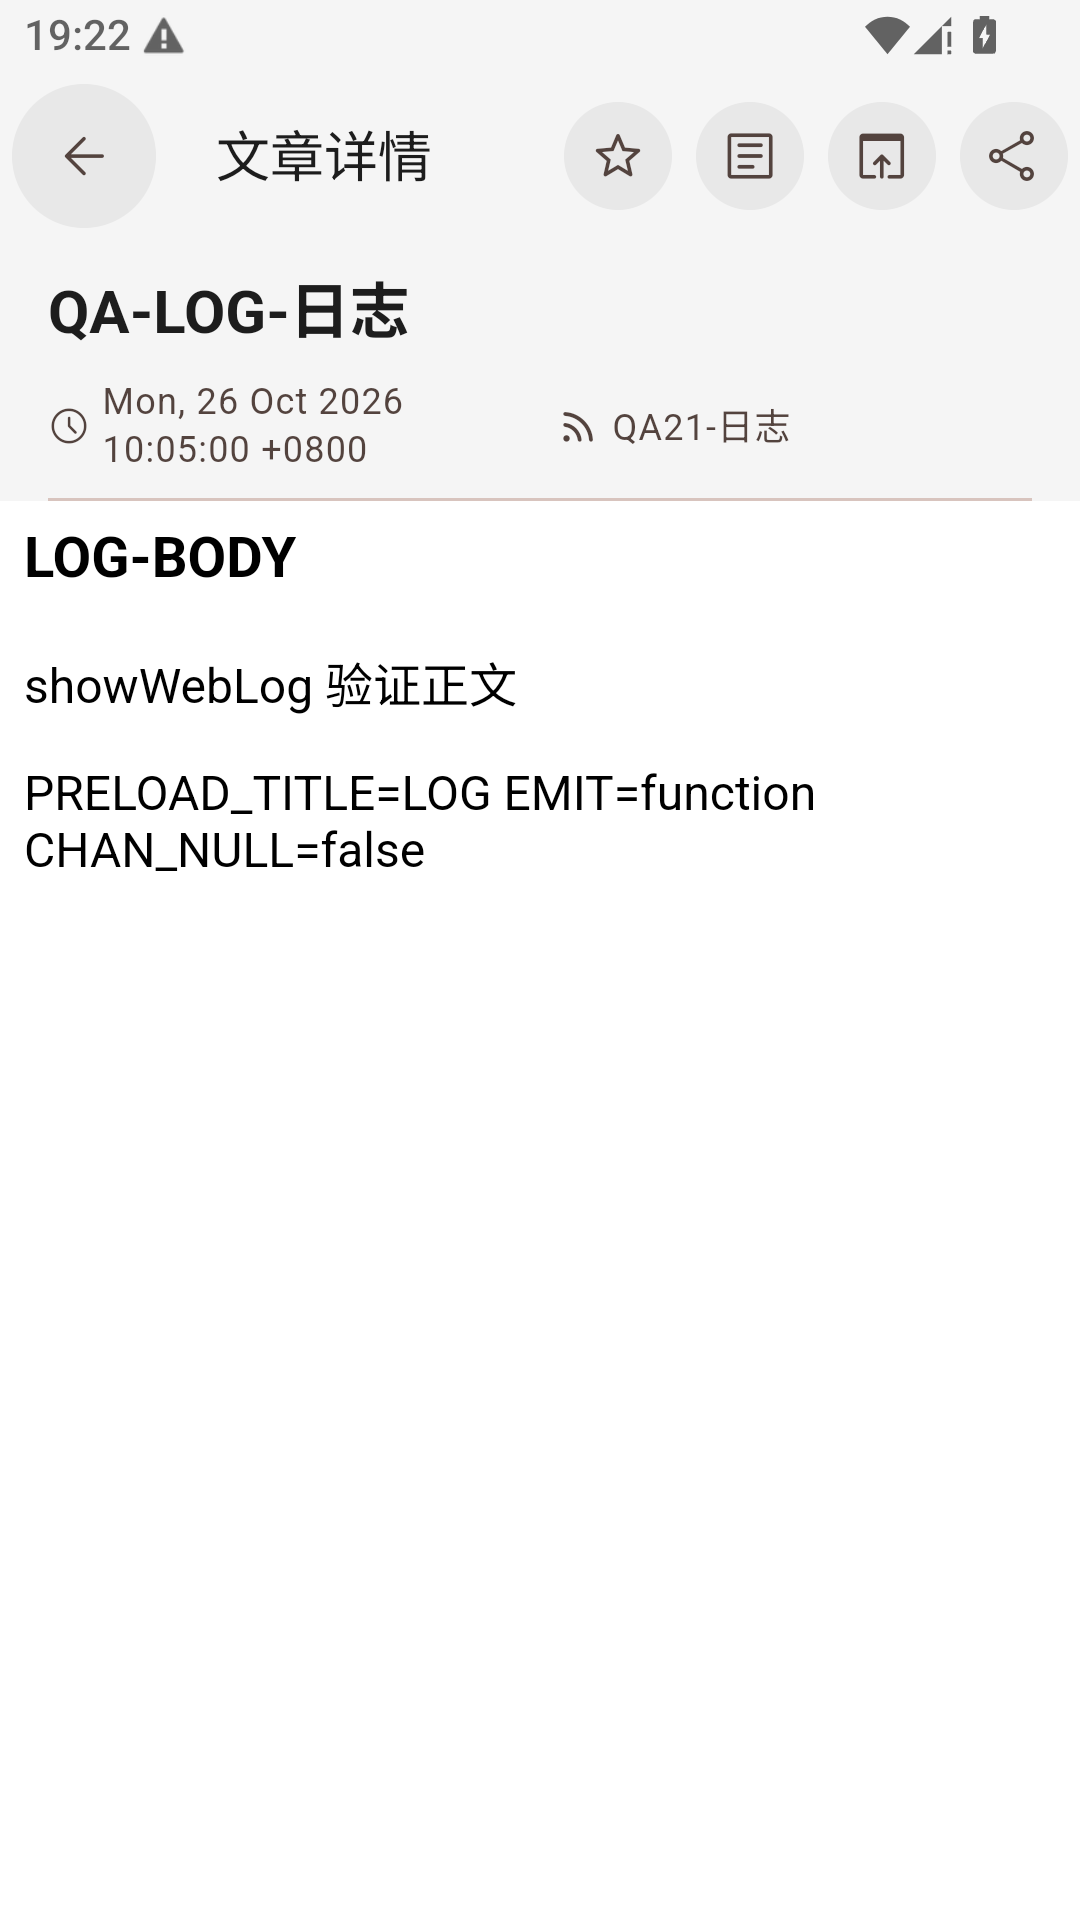 19:22
文章详情
QA-LOG-日志
Mon, 26 Oct 2026
10:05:00 +0800
QA21-日志
LOG-BODY
showWebLog 验证正文
PRELOAD_TITLE=LOG EMIT=function
CHAN_NULL=false